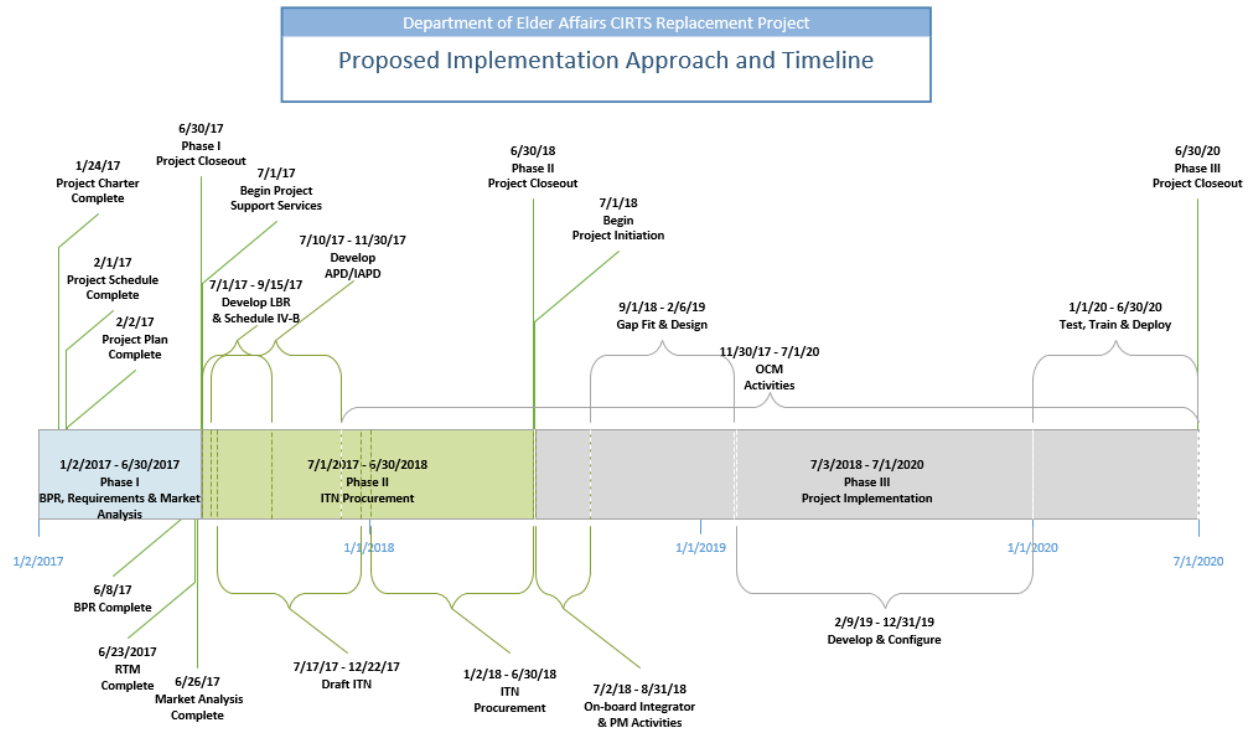 Department of Elder Affairs CIRTS Replacement Project
Proposed Implementation Approach and Timeline
6/30/17
Phase I
Project Closeout
1/24/17
Project Charter
Complete
7/1/17
Begin Project
Support Services
2/1/17
Project Schedule
Complete
2/2/17
Project Plan
Complete
7/10/17 - 11/30/17
Develop
APD/IAPD
7/1/17 - 9/15/17
Develop LBR
& Schedule IV-B
6/30/18
Phase II
Project Closeout
7/1/18
Begin
Project Initiation
9/1/18 - 2/6/19
Gap Fit & Design
11/30/17 - 7/1/20
OCM
Activities
6/30/20
Phase III
Project Closeout
1/1/20 - 6/30/20
Test, Train & Deploy
1/2/2017 - 6/30/2017
Phase I
BPR, Requirements & Market
Analysis
7/1/2017 - 6/30/2018
Phase II
ITN Procurement
7/3/2018 - 7/1/2020
Phase III
Project Implementation
1/2/2017
1/1/2018
1/1/2019
1/1/2020
7/1/2020
6/8/17
BPR Complete
6/23/2017
RTM
Complete
6/26/17
Market Analysis
Complete
7/17/17 - 12/22/17
Draft ITN
1/2/18 - 6/30/18
ITN
Procurement
7/2/18 - 8/31/18
On-board Integrator
& PM Activities
2/9/19 - 12/31/19
Develop & Configure